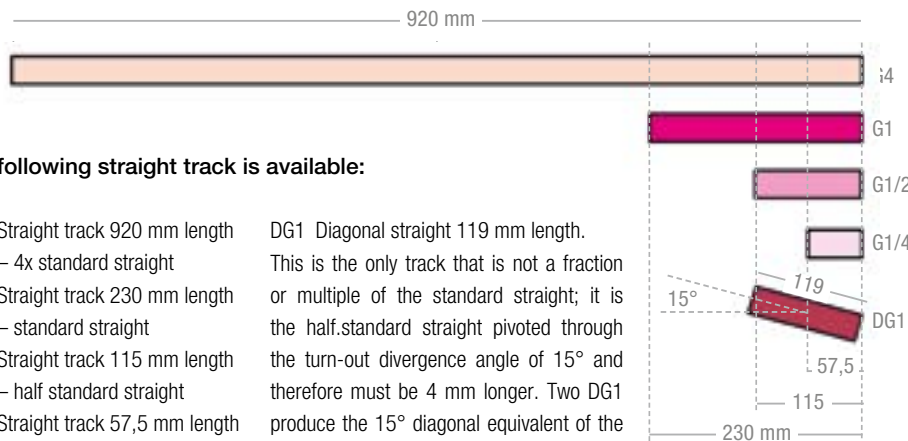 920 mm
G1
following straight track is available:
G1/2
Straight track 920 mm length
– 4x standard straight
Straight track 230 mm length
– standard straight
Straight track 115 mm length
– half standard straight
Straight track 57,5 mm length
DG1 Diagonal straight 119 mm length.
This is the only track that is not a fraction
or multiple of the standard straight; it is
the half.standard straight pivoted through
the turn-out divergence angle of 15° and
therefore must be 4 mm longer. Two DG1
produce the 15° diagonal equivalent of the
G1/4
119
15°
DG1
57,5
115
230 mm